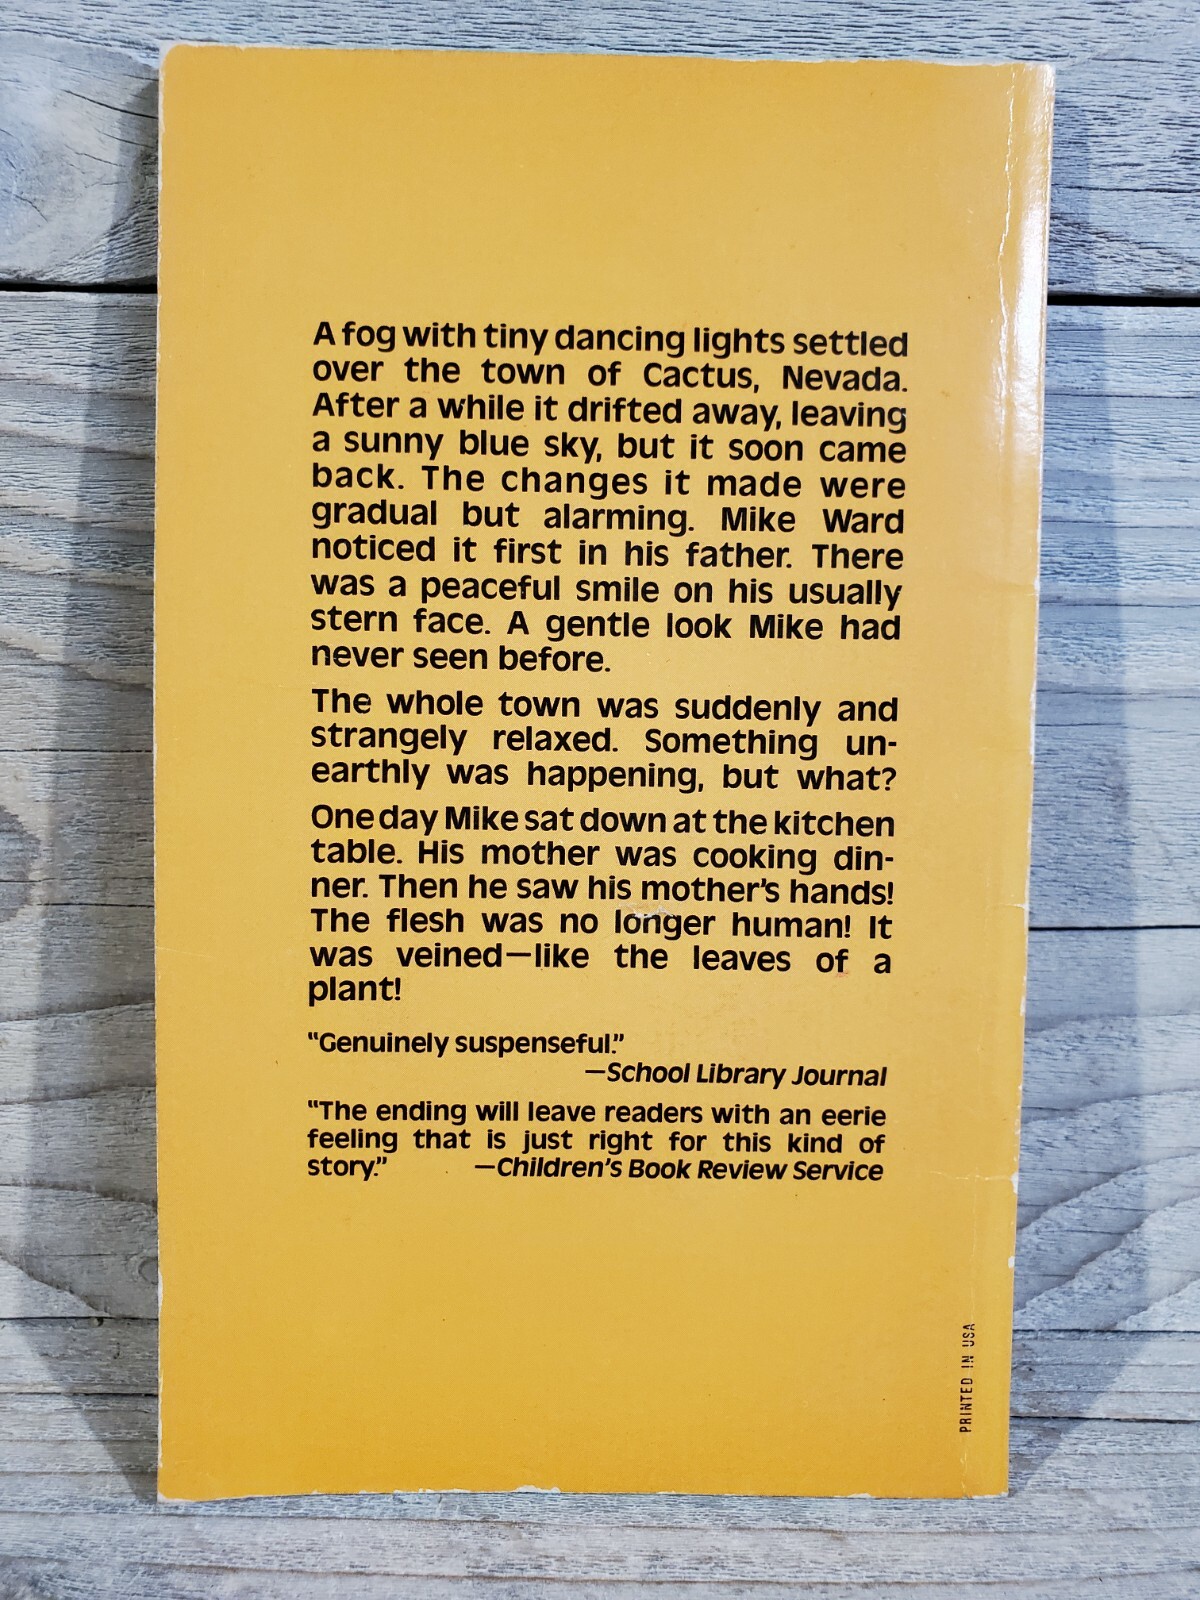 A fog with tiny dancing lights settled
over the town of Cactus, Nevada.
After a while it drifted away, leaving
a sunny blue sky, but it soon came
back. The changes it made were
gradual but alarming. Mike Ward
noticed it first in his father. There
was a peaceful smile on his usually
stern face. A gentle look Mike had
never seen before.
The whole town was suddenly and
strangely relaxed. Something un-
earthly was happening, but what?
One day Mike sat down at the kitchen
table. His mother was cooking din-
ner. Then he saw his mother's hands!
The flesh was no longer human! It
was veined—like the leaves of a
plant!
"Genuinely suspenseful."
—School Library Journal
"The ending will leave readers with an eerie
feeling that is just right for this kind of
story." —Children's Book Review Service
PRINTED IN USA